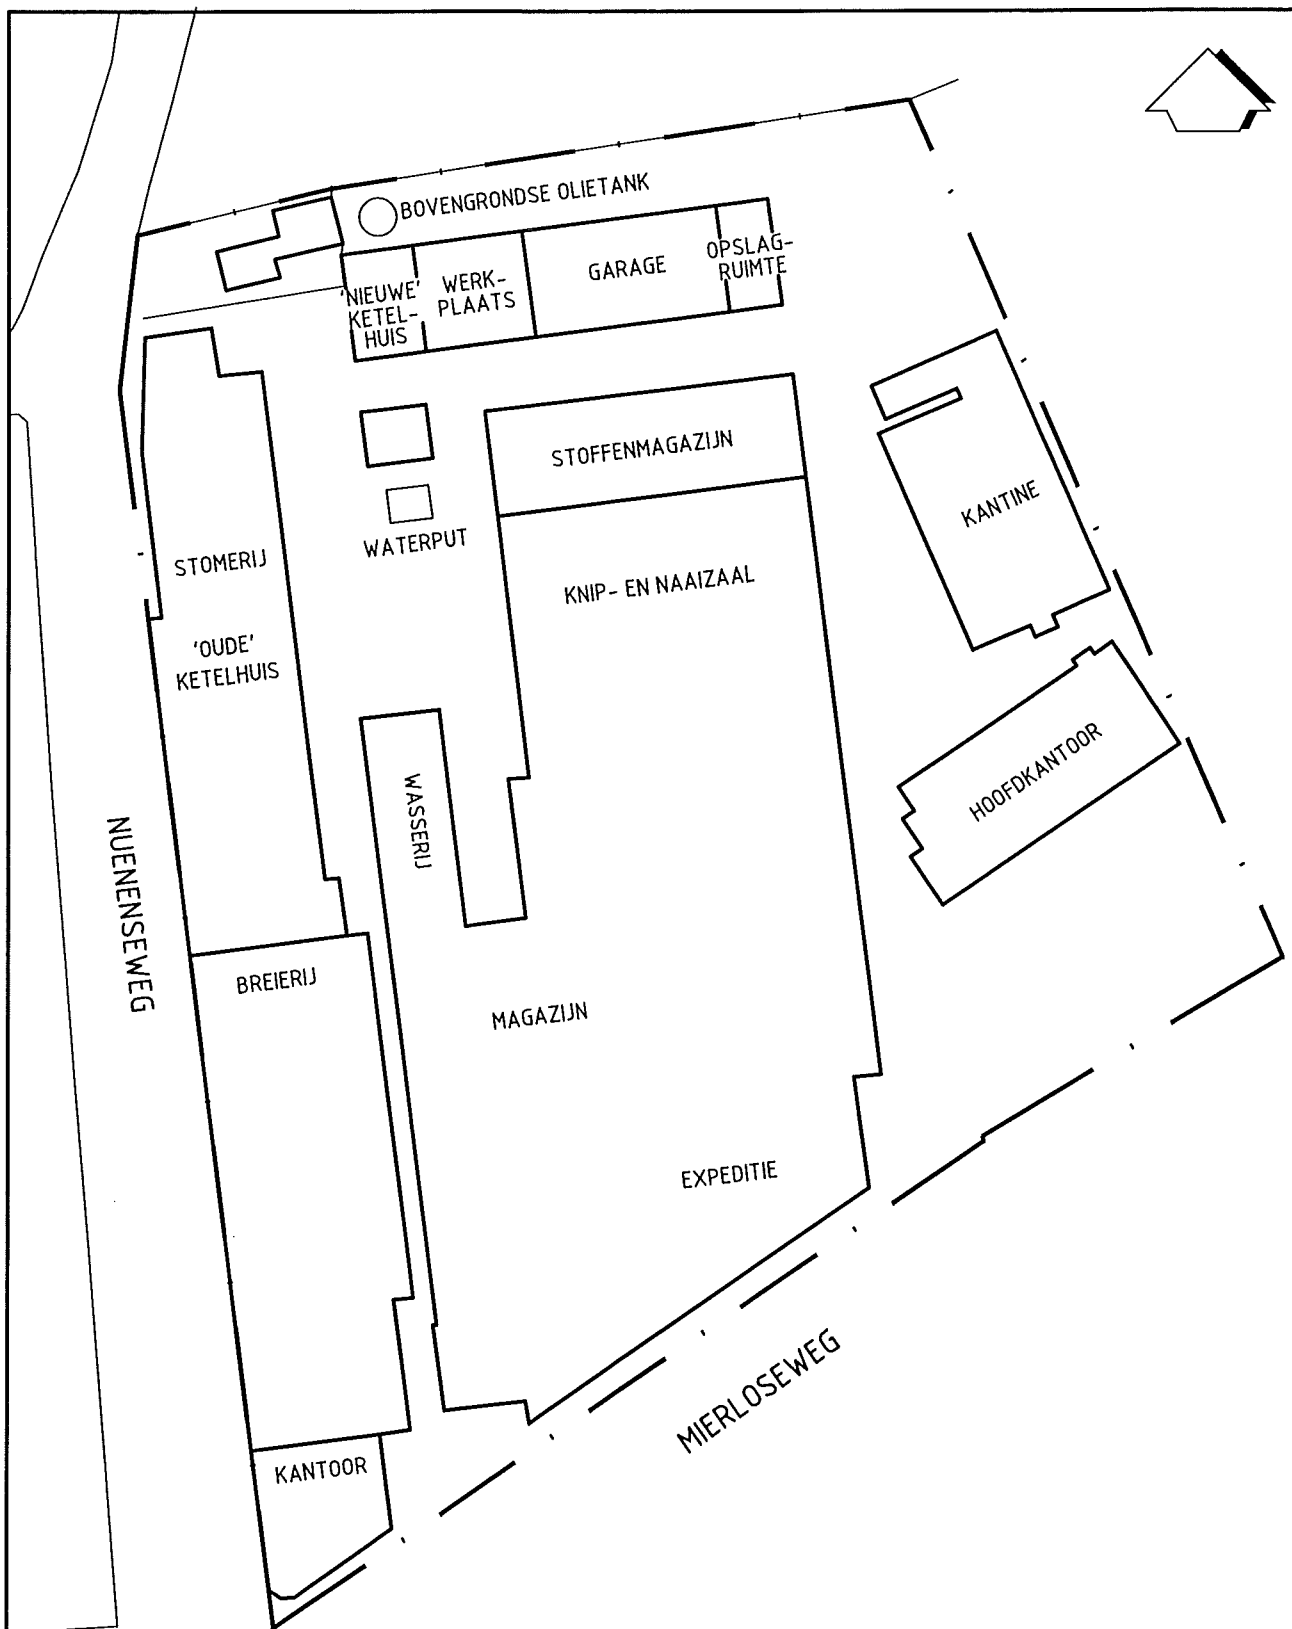 BOVENGRONDSE OLIETANK
'NIEUWE'
KETEL-
HUIS
WERK-
PLAATS
GARAGE
OPSLAG-
RUIMTE
STOFFENMAGAZIJN
KANTINE
WATERPUT
STOMERIJ
KNIP- EN NAAIZAAL
'OUDE'
KETELHUIS
HOOFDKANTOOR
WASSERIJ
NUENENSEWEG
BREIERIJ
MAGAZIJN
EXPEDITIE
MIERLOSEWEG
KANTOOR